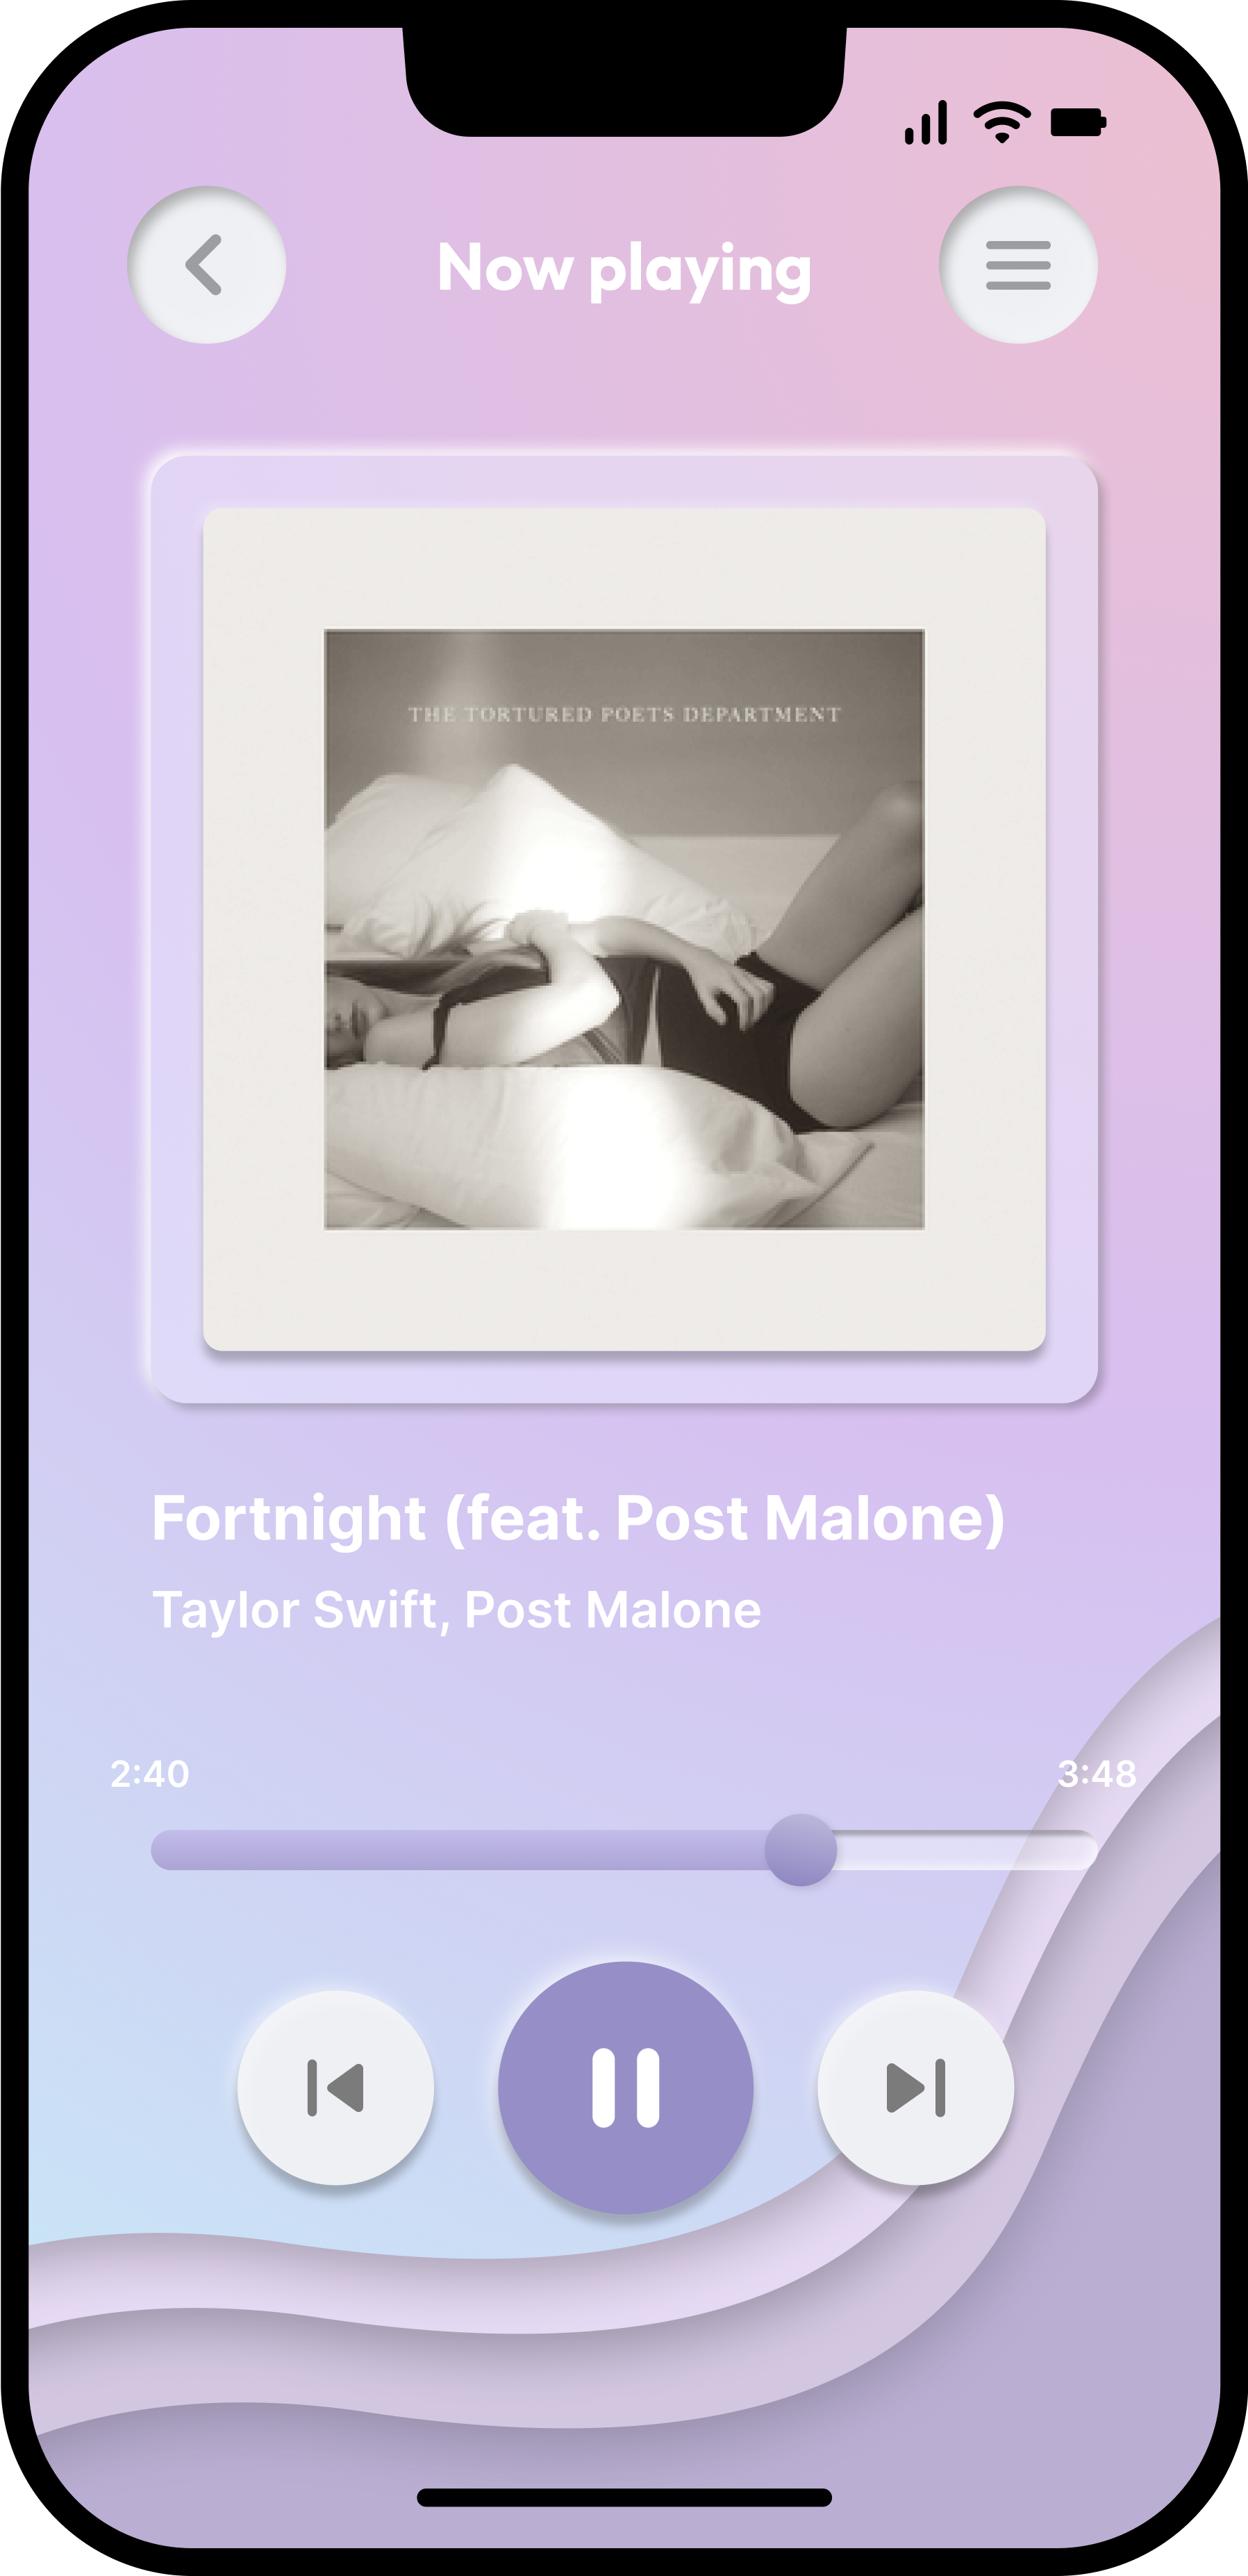 Now playing
THE TORTURED POETS DEPARTMENT
Fortnight (feat. Post Malone)
Taylor Swift, Post Malone
2:40 3:48